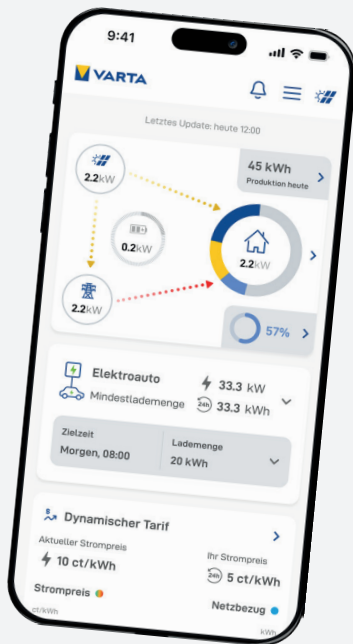 9:41
VARTA
Letztes Update: heute 12:00
2.2kW
45 kWh
Produktion heute
0.2kW
2.2kW
2.2kW
57%
Elektroauto
33.3 kW
Mindestlademenge
24h
33.3 kWh
Zielzeit
Lademenge
Morgen, 08:00
20 kWh
$
Dynamischer Tarif
Aktueller Strompreis
Ihr Strompreis
10 ct/kWh
24h
5 ct/kWh
Strompreis
Netzbezug
ct/kWh
kWh